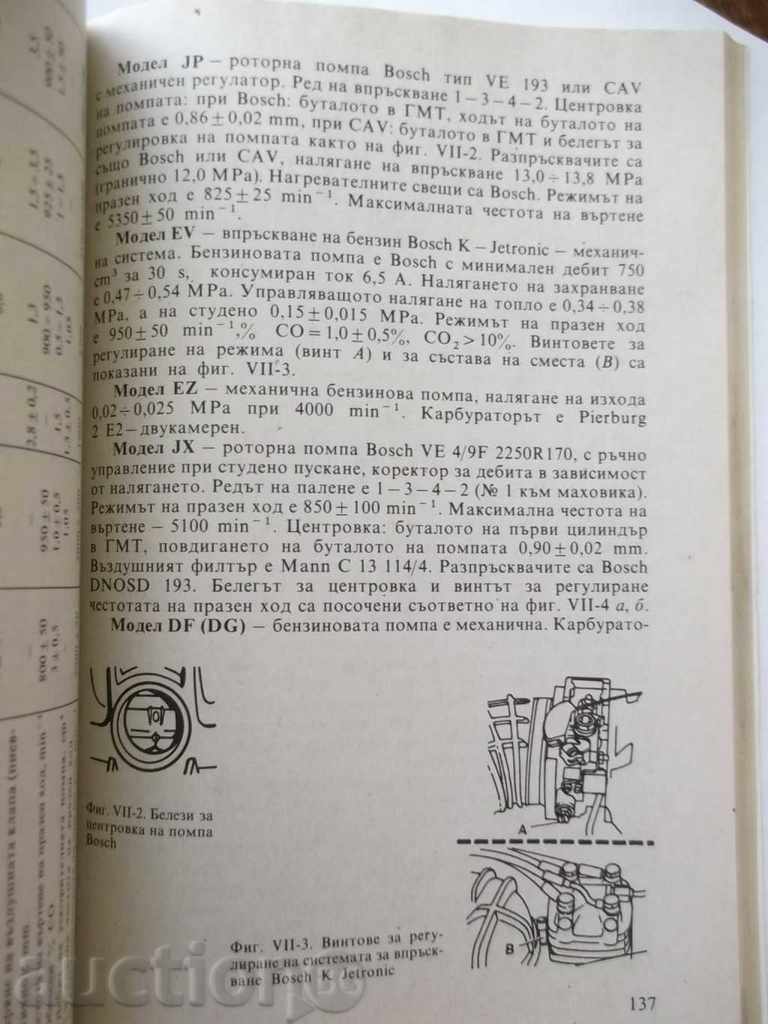 Модел JP — роторна помпа Bosch тип VE 193 или CAV
с механичен регулатор. Ред на впръскване 1—3—4—2. Центровка
на помпата: при Bosch: буталото в ГМТ, ходът на буталото на
помпата е 0,86±0,02 mm, при CAV: буталото в ГМТ и белегът за
регулировка на помпата както на фиг. VII-2. Разпръсквачите са
също Bosch или CAV, налягане на впръскване 13,0÷13,8 MPa
(гранично 12,0 MPa). Нагревателните свещи са Bosch. Режимът на
празен ход е 825±25 min⁻¹. Максималната честота на въртене
е 5350±50 min⁻¹.
Модел EV — впръскване на бензин Bosch K—Jetronic — механич-
на система. Бензиновата помпа е Bosch с минимален дебит 750
cm³ за 30 s, консумиран ток 6,5 A. Налягането на захранване
е 0,47÷0,54 MPa. Управляващото налягане на топло е 0,34÷0,38
MPa, а на студено 0,15±0,015 MPa. Режимът на празен ход
е 950±50 min⁻¹,% CO=1,0±0,5%, CO₂>10%. Винтовете за
регулиране на режима (винт A) и за състава на сместа (B) са
показани на фиг. VII-3.
Модел EZ — механична бензинова помпа, налягане на изхода
0,02÷0,025 MPa при 4000 min⁻¹. Карбураторът е Pierburg
2 E2—двукамерен.
Модел JX — роторна помпа Bosch VE 4/9F 2250R170, с ръчно
управление при студено пускане, коректор за дебита в зависимост
от налягането. Редът на палене е 1—3—4—2 (№ 1 към маховика).
Режимът на празен ход е 850±100 min⁻¹. Максимална честота на
въртене — 5100 min⁻¹. Центровка: буталото на първи цилиндър
в ГМТ, повдигането на буталото на помпата 0,90±0,02 mm.
Въздушният филтър е Mann C 13 114/4. Разпръсквачите са Bosch
DNOSD 193. Белегът за центровка и винтът за регулиране
честотата на празен ход са посочени съответно на фиг. VII-4 а, б.
Модел DF (DG) — бензиновата помпа е механична. Карбурато-
Фиг. VII-2. Белези за
центровка на помпа
Bosch
A
B
Фиг. VII-3. Винтове за регу-
лиране на системата за впръск-
ване Bosch K Jetronic
137